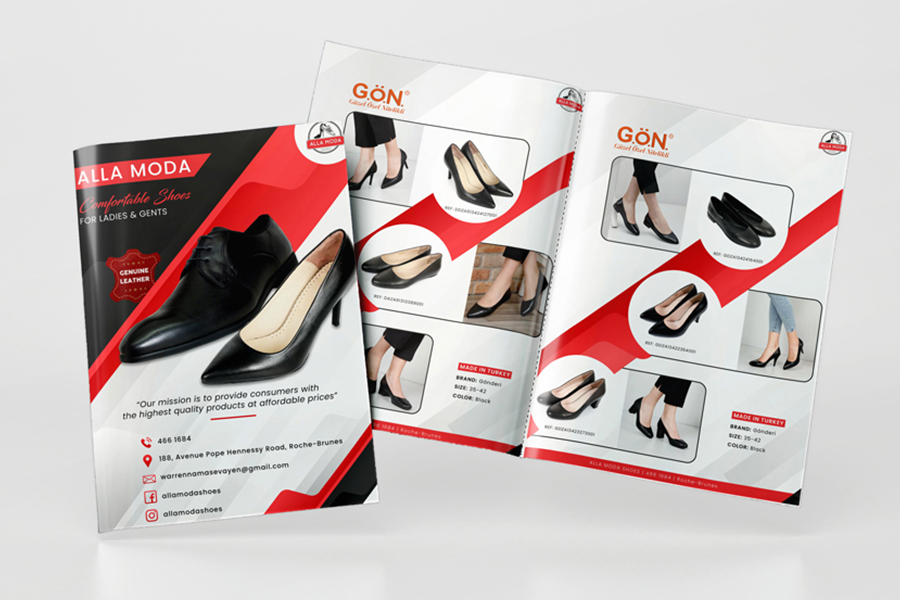 ALLA MODA
ALLA MODA
Comfortable Shoes
FOR LADIES & GENTS
GENUINE
LEATHER
"Our mission is to provide consumers with
the highest quality products at affordable prices"
466 1684
188, Avenue Pope Hennessy Road, Roche-Brunes
warrennamasevayen@gmail.com
allamodashoes
allamodashoes
G.Ö.N.®
Güzel Özel Nitelikli
ALLA MODA
MADE IN TURKEY
BRAND: Gönderi
SIZE: 35-42
COLOR: Black
1684 | Roche-Brunes
G.Ö.N.®
Güzel Özel Nitelikli
ALLA MODA
MADE IN TURKEY
BRAND: Gönderi
SIZE: 35-42
COLOR: Black
ALLA MODA SHOES | 466 1684 | Roche-Brunes